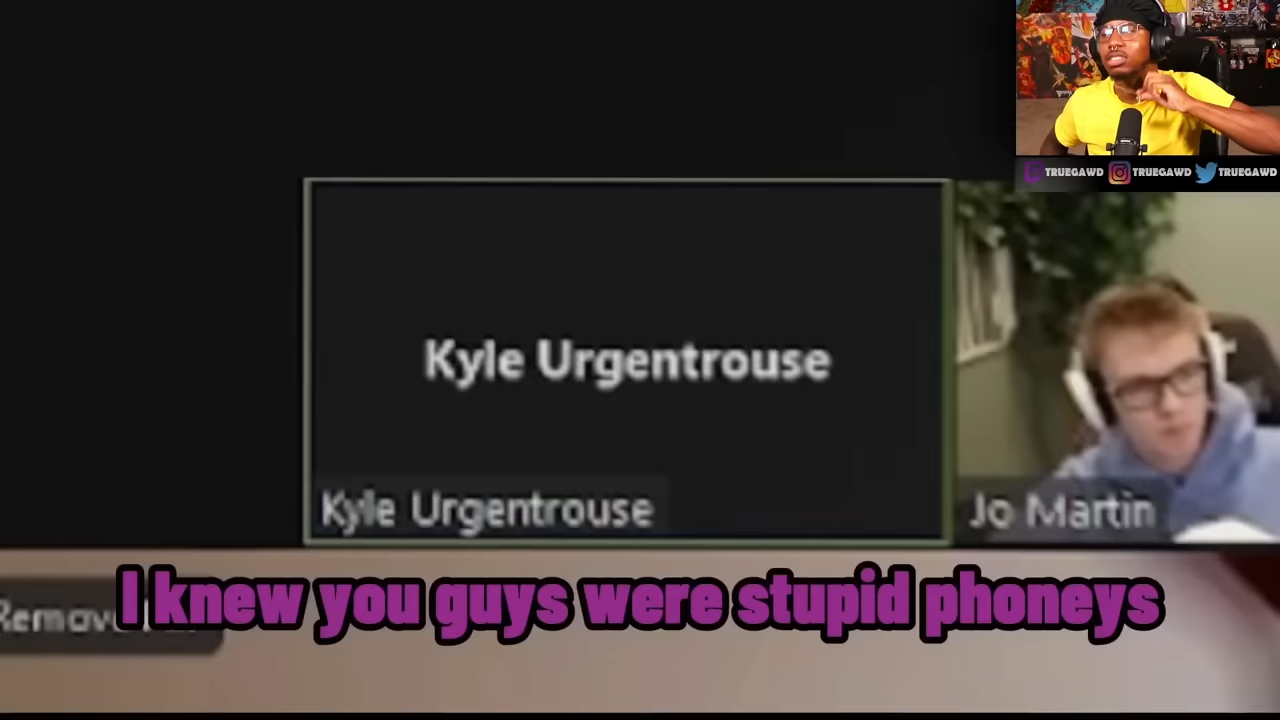 TRUEGAWD TRUEGAWD TRUEGAWD
Kyle Urgentrouse
Kyle Urgentrouse
Jo Martin
I knew you guys were stupid phoneys